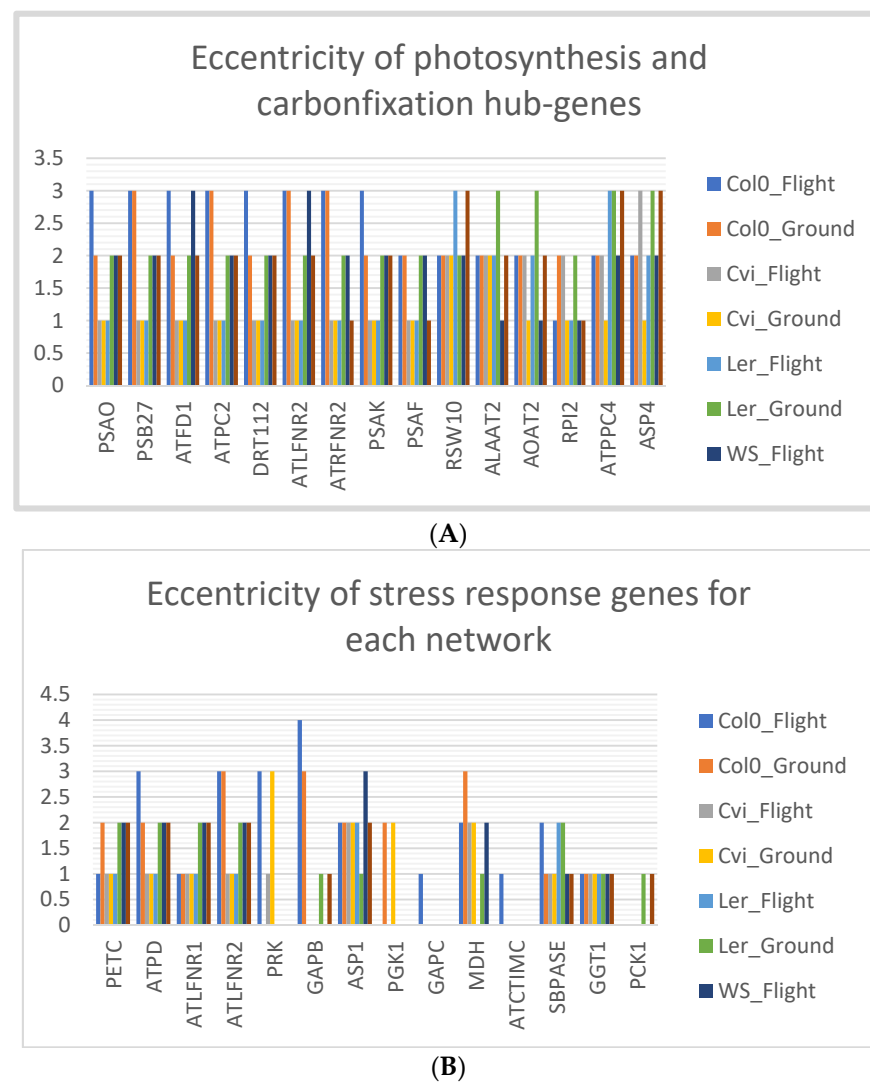 Eccentricity of photosynthesis and
carbonfixation hub-genes
3.5
3
2.5
2
1.5
1
0.5
0
PSAO
PSB27
ATFD1
ATPC2
DRT112
ATLFNR2
ATRFNR2
PSAK
PSAF
RSW10
ALAAT2
AOAT2
RPI2
ATPPC4
ASP4
Col0_Flight
Col0_Ground
Cvi_Flight
Cvi_Ground
Ler_Flight
Ler_Ground
WS_Flight
(A)
Eccentricity of stress response genes for
each network
4.5
4
3.5
3
2.5
2
1.5
1
0.5
0
PETC
ATPD
ATLFNR1
ATLFNR2
PRK
GAPB
ASP1
PGK1
GAPC
MDH
ATCTIMC
SBPASE
GGT1
PCK1
Col0_Flight
Col0_Ground
Cvi_Flight
Cvi_Ground
Ler_Flight
Ler_Ground
WS_Flight
(B)